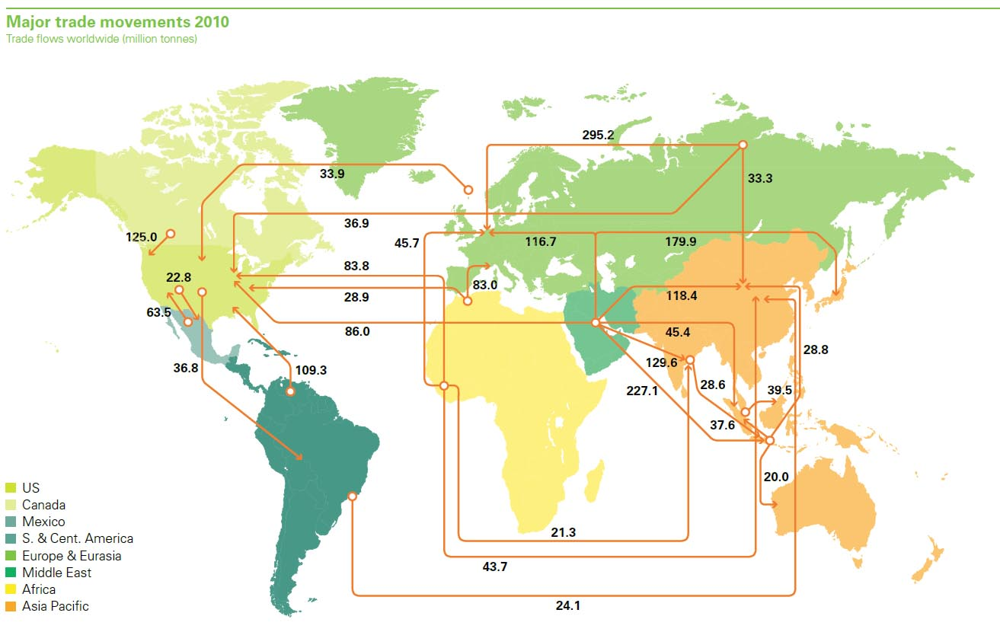 Major trade movements 2010
Trade flows worldwide (million tonnes)
295.2
33.9
33.3
36.9
125.0
45.7
116.7
179.9
83.8
22.8
83.0
28.9
118.4
63.5
86.0
45.4
28.8
129.6
36.8
109.3
28.6
39.5
227.1
37.6
20.0
US
Canada
Mexico
S. & Cent. America
Europe & Eurasia
Middle East
Africa
Asia Pacific
21.3
43.7
24.1